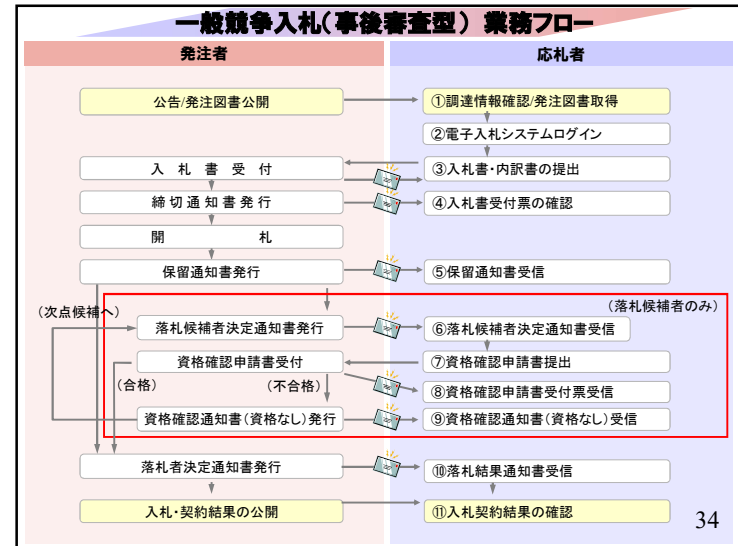 一般競争入札(事後審査型) 業務フロー
発注者
応札者
公告/発注図書公開
①調達情報確認/発注図書取得
②電子入札システムログイン
入札書受付
③入札書・内訳書の提出
締切通知書発行
④入札書受付票の確認
開札
保留通知書発行
⑤保留通知書受信
(次点候補へ)
(落札候補者のみ)
落札候補者決定通知書発行
⑥落札候補者決定通知書受信
資格確認申請書受付
⑦資格確認申請書提出
(合格)
(不合格)
⑧資格確認申請書受付票受信
資格確認通知書(資格なし)発行
⑨資格確認通知書(資格なし)受信
落札者決定通知書発行
⑩落札結果通知書受信
入札・契約結果の公開
⑪入札契約結果の確認
34